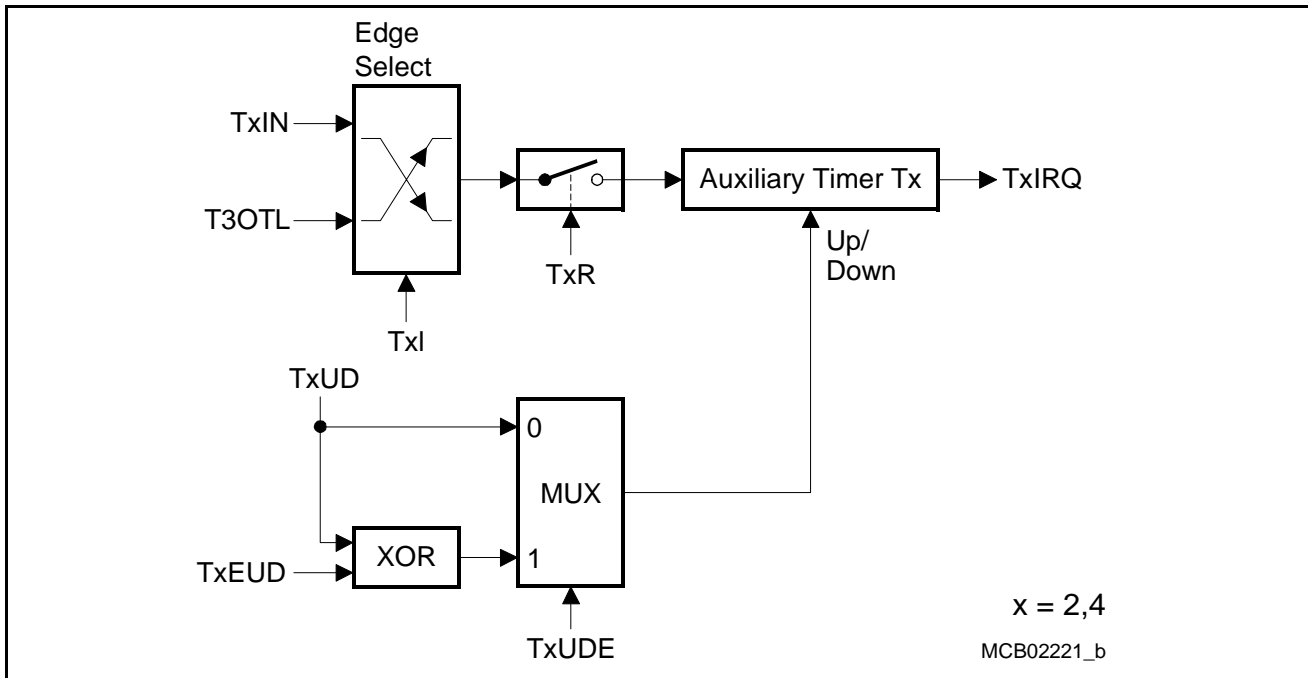 Edge
Select
TxIN
T3OTL
TxI
TxR
Auxiliary Timer Tx
TxIRQ
Up/
Down
TxUD
0
MUX
XOR
1
TxEUD
TxUDE
x = 2,4
MCB02221_b